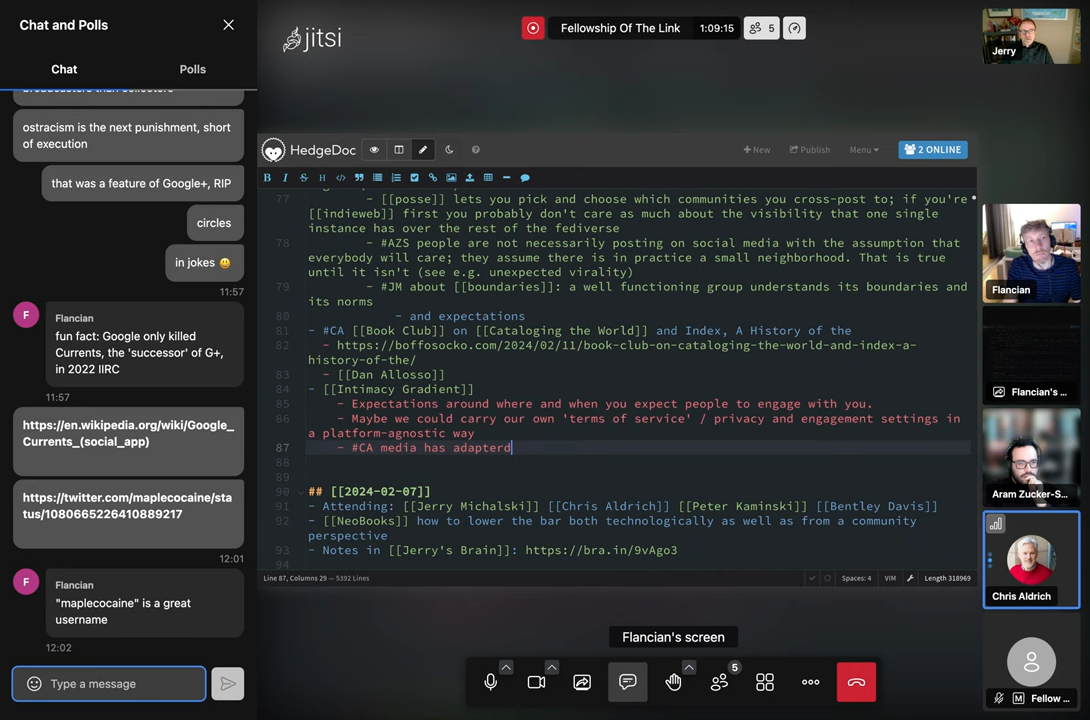 Chat and Polls
Chat
Polls
ostracism is the next punishment, short
of execution
that was a feature of Google+, RIP
circles
in jokes 😀
11:57
F
Flancian
fun fact: Google only killed
Currents, the 'successor' of G+,
in 2022 IIRC
11:57
https://en.wikipedia.org/wiki/Google_
Currents_(social_app)
https://twitter.com/maplecocaine/sta
tus/1080665226410889217
12:01
F
Flancian
"maplecocaine" is a great
username
12:02
Type a message
jitsi
Fellowship Of The Link
1:09:15
5
HedgeDoc
New
Publish
Menu
2 ONLINE
B I S H
77
- [[posse]] lets you pick and choose which communities you cross-post to; if you're
[[indieweb]] first you probably don't care as much about the visibility that one single
instance has over the rest of the fediverse
78 - #AZS people are not necessarily posting on social media with the assumption that
everybody will care; they assume there is in practice a small neighborhood. That is true
until it isn't (see e.g. unexpected virality)
79 - #JM about [[boundaries]]: a well functioning group understands its boundaries and
its norms
80 - and expectations
81 - #CA [[Book Club]] on [[Cataloging the World]] and Index, A History of the
82 - https://boffosocko.com/2024/02/11/book-club-on-cataloging-the-world-and-index-a-
history-of-the/
83 - [[Dan Allosso]]
84 - [[Intimacy Gradient]]
85 - Expectations around where and when you expect people to engage with you.
86 - Maybe we could carry our own 'terms of service' / privacy and engagement settings in
a platform-agnostic way
87 - #CA media has adapterd
88
89
90 ## [[2024-02-07]]
91 - Attending: [[Jerry Michalski]] [[Chris Aldrich]] [[Peter Kaminski]] [[Bentley Davis]]
92 - [[NeoBooks]] how to lower the bar both technologically as well as from a community
perspective
93 - Notes in [[Jerry's Brain]]: https://bra.in/9vAgo3
94
Line 87, Columns 29 — 5392 Lines
Spaces: 4
VIM
Length 318969
Flancian's screen
5
Jerry
Flancian
Flancian's ...
Aram Zucker-S...
Chris Aldrich
M
Fellow ...